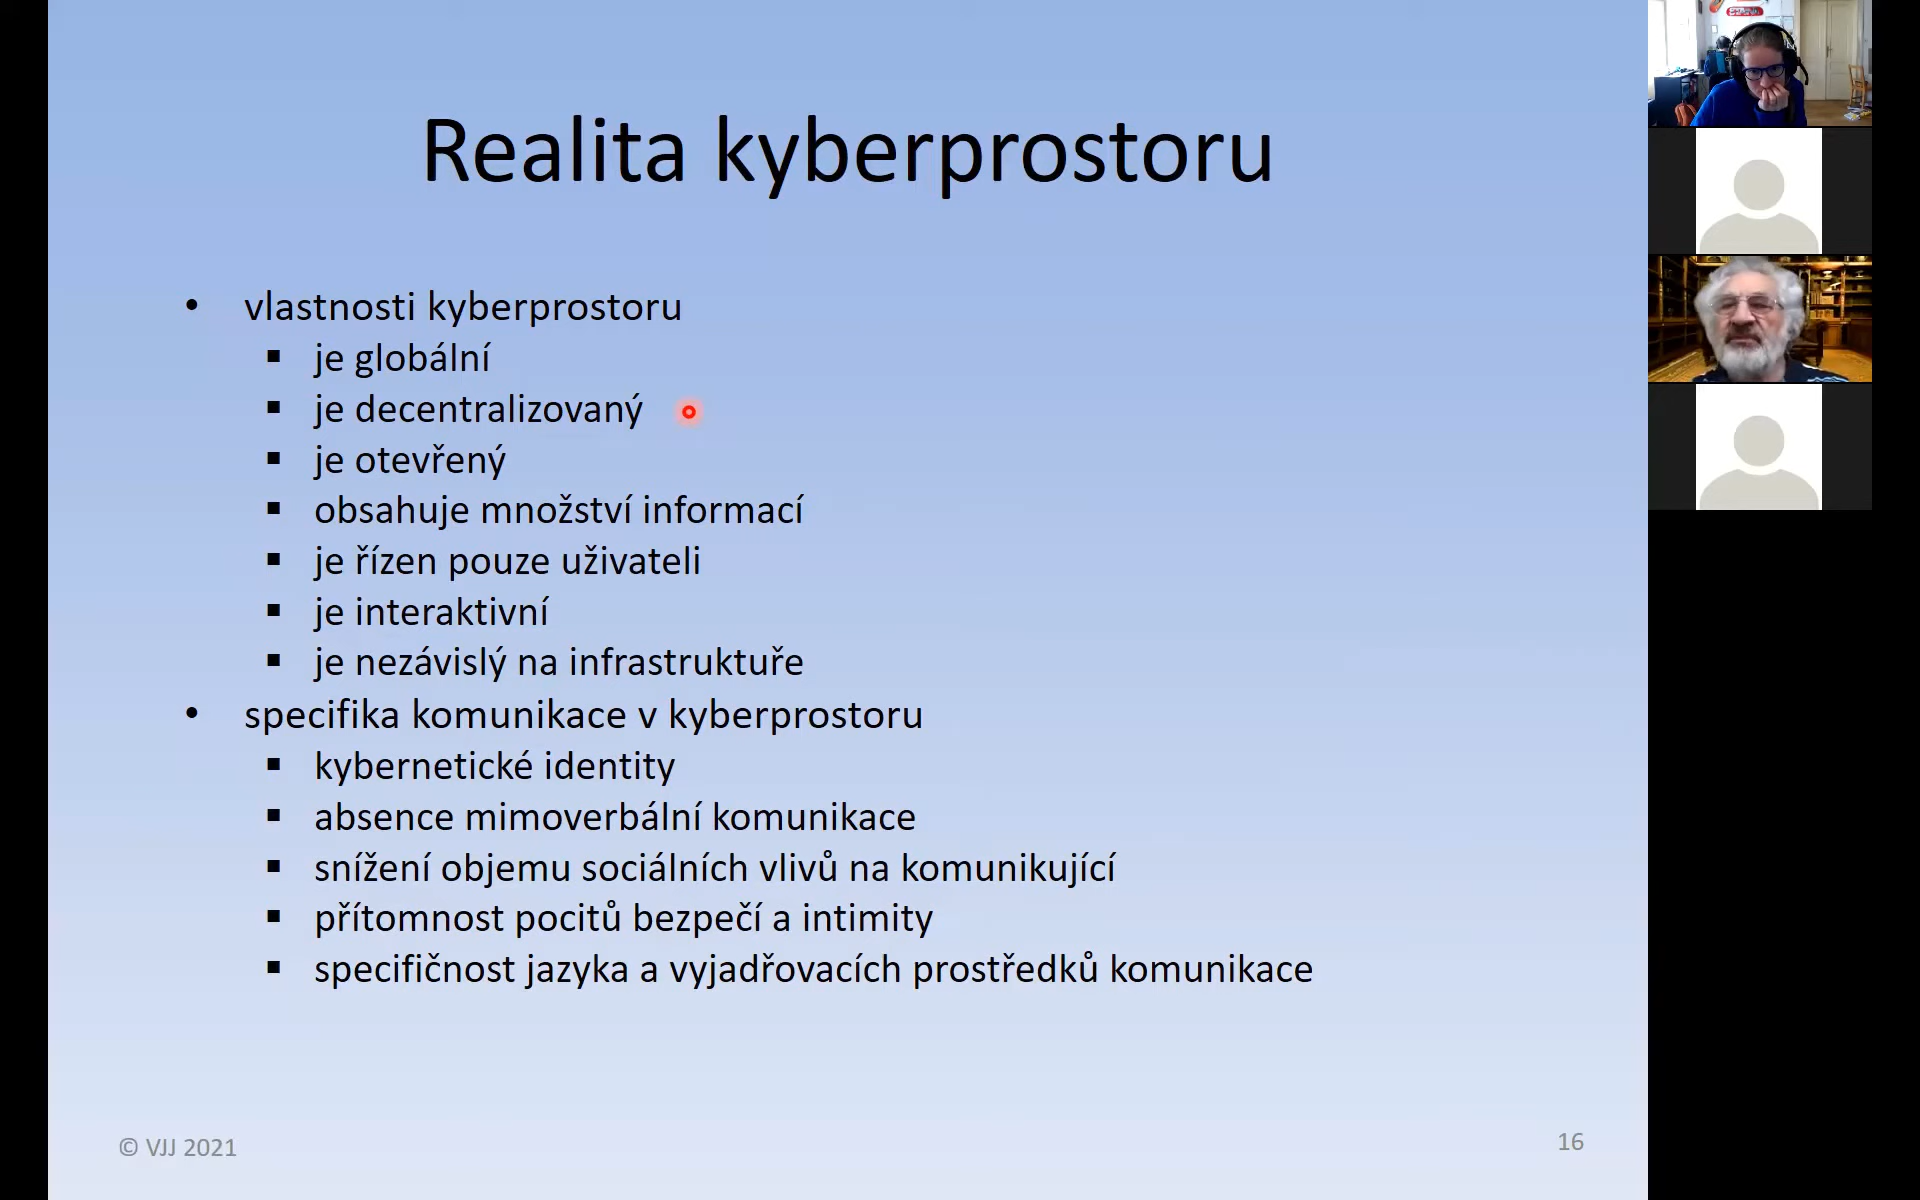 Realita kyberprostoru
• vlastnosti kyberprostoru
▪ je globální
▪ je decentralizovaný
▪ je otevřený
▪ obsahuje množství informací
▪ je řízen pouze uživateli
▪ je interaktivní
▪ je nezávislý na infrastruktuře
• specifika komunikace v kyberprostoru
▪ kybernetické identity
▪ absence mimoverbální komunikace
▪ snížení objemu sociálních vlivů na komunikující
▪ přítomnost pocitů bezpečí a intimity
▪ specifičnost jazyka a vyjadřovacích prostředků komunikace
© VJJ 2021
16